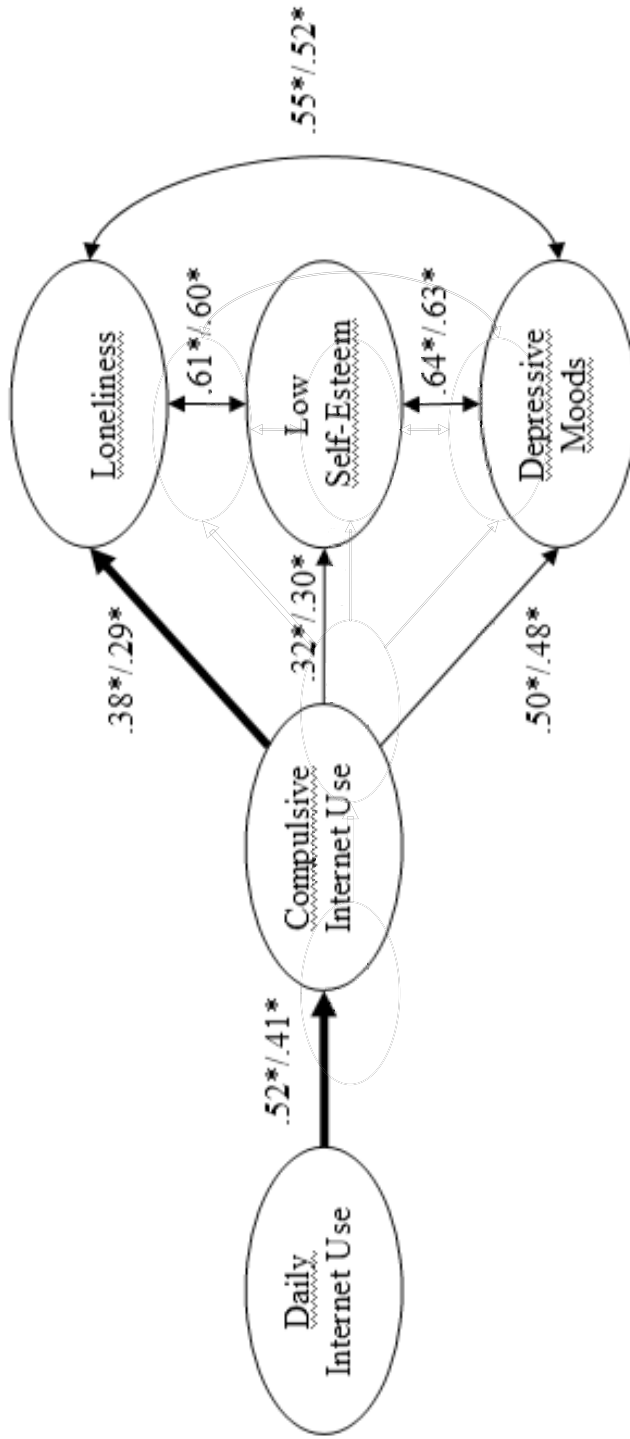 Daily
Internet Use
.52*/.41*
Compulsive
Internet Use
.38*/.29*
.32*/.30*
.50*/.48*
Loneliness
.61*/.60*
Low
Self-Esteem
.64*/.63*
Depressive
Moods
.55*/.52*